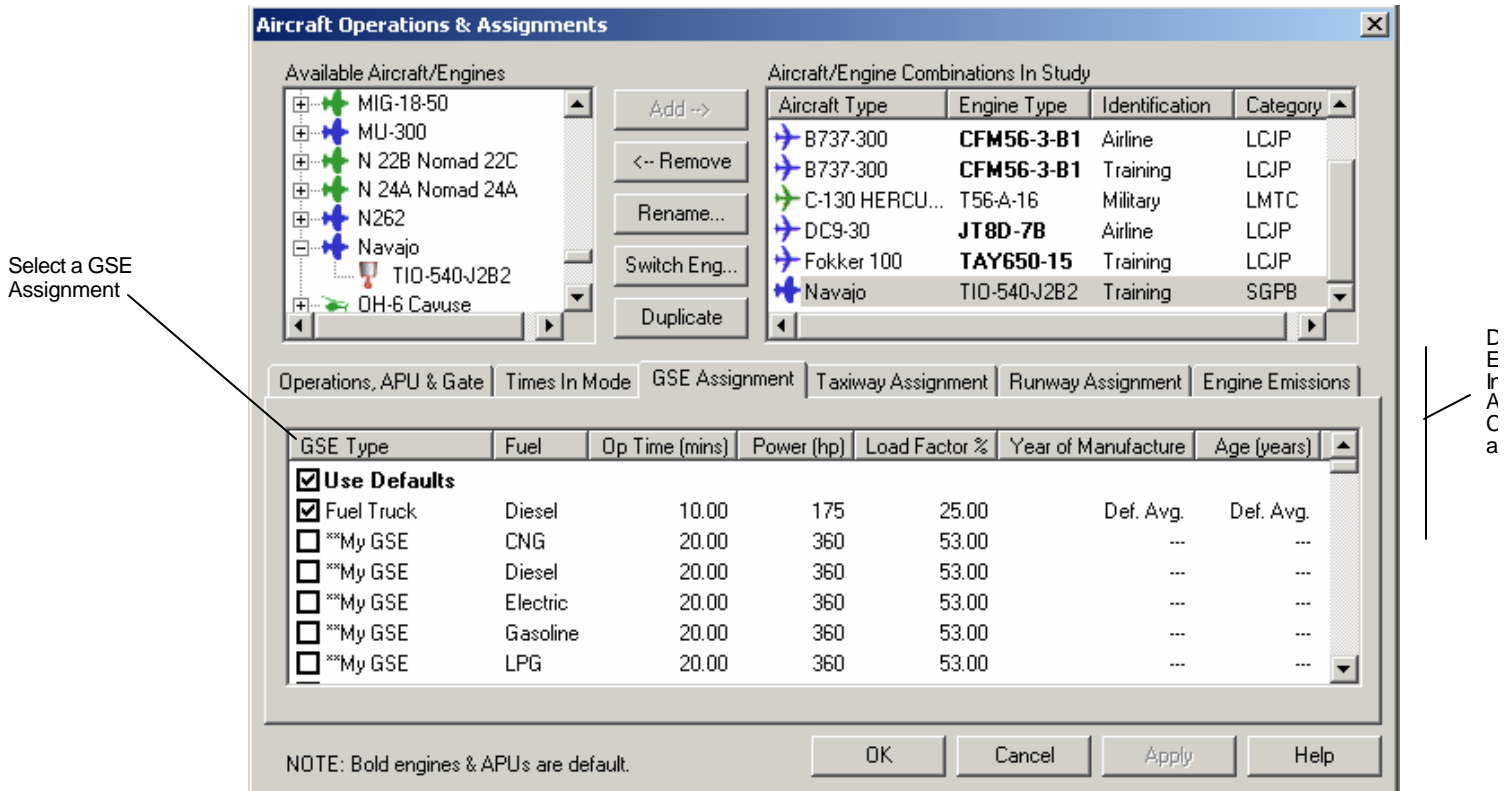 Aircraft Operations & Assignments
Available Aircraft/Engines
MIG-18-50
MU-300
N 22B Nomad 22C
N 24A Nomad 24A
N262
Navajo
TIO-540-J2B2
OH-6 Cayuse
Add -->
<-- Remove
Rename...
Switch Eng...
Duplicate
Aircraft/Engine Combinations In Study
Aircraft Type Engine Type Identification Category
B737-300 CFM56-3-B1 Airline LCJP
B737-300 CFM56-3-B1 Training LCJP
C-130 HERCU... T56-A-16 Military LMTC
DC9-30 JT8D-7B Airline LCJP
Fokker 100 TAY650-15 Training LCJP
Navajo TIO-540-J2B2 Training SGPB
Select a GSE
Assignment
Operations, APU & Gate Times In Mode GSE Assignment Taxiway Assignment Runway Assignment Engine Emissions
GSE Type Fuel Op Time (mins) Power (hp) Load Factor % Year of Manufacture Age (years)
Use Defaults
Fuel Truck Diesel 10.00 175 25.00 Def. Avg. Def. Avg.
**My GSE CNG 20.00 360 53.00 --- ---
**My GSE Diesel 20.00 360 53.00 --- ---
**My GSE Electric 20.00 360 53.00 --- ---
**My GSE Gasoline 20.00 360 53.00 --- ---
**My GSE LPG 20.00 360 53.00 --- ---
NOTE: Bold engines & APUs are default.
OK Cancel Apply Help